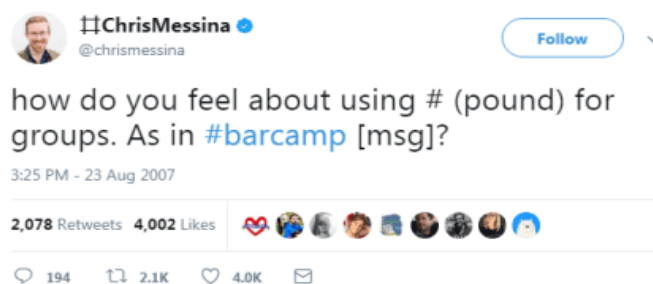 ⌗ChrisMessina
@chrismessina
Follow
how do you feel about using # (pound) for
groups. As in #barcamp [msg]?
3:25 PM - 23 Aug 2007
2,078 Retweets 4,002 Likes
194 2.1K 4.0K